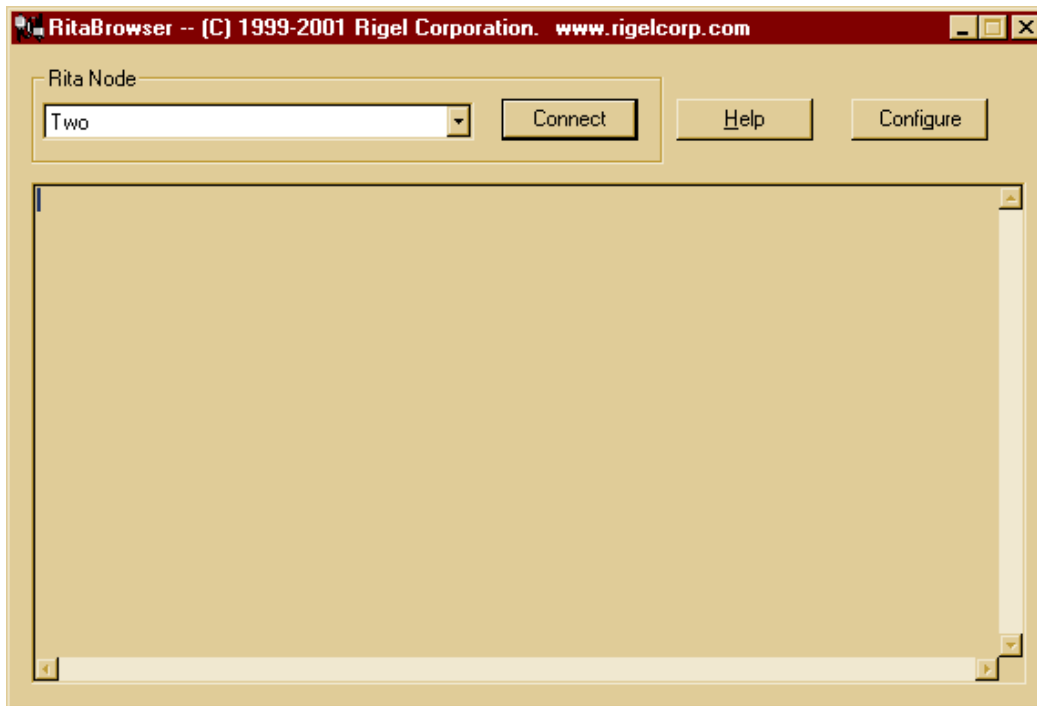 RitaBrowser -- (C) 1999-2001 Rigel Corporation.  www.rigelcorp.com
Rita Node
Two
Connect
Help
Configure